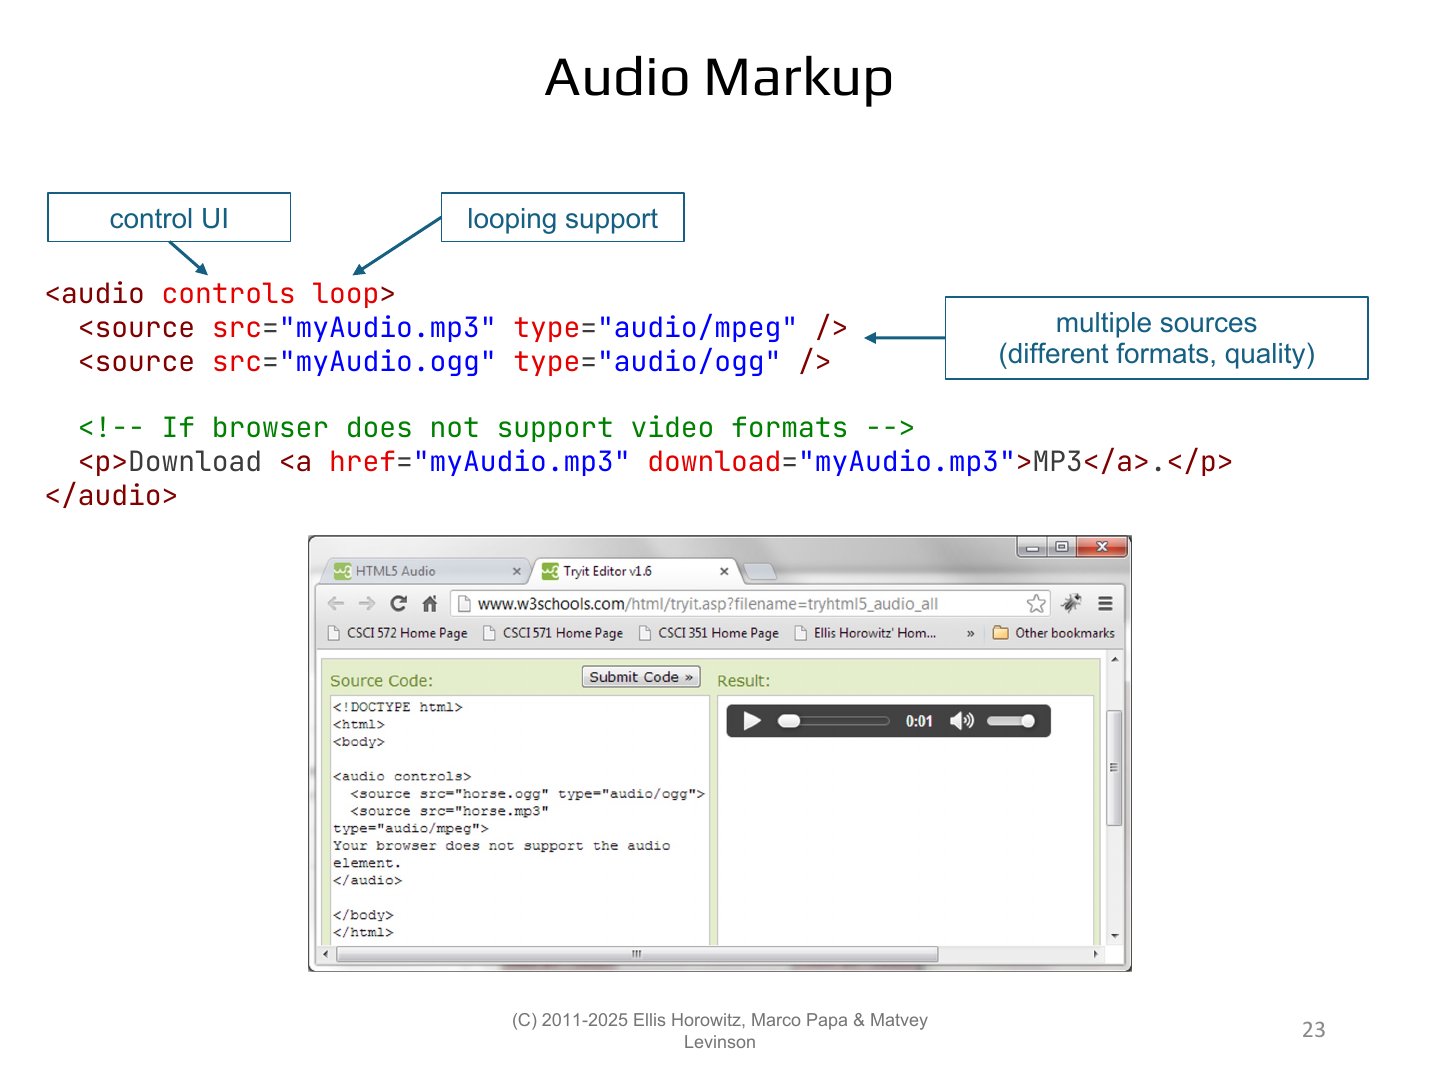 Audio Markup
control UI
looping support
<audio controls loop>
<source src="myAudio.mp3" type="audio/mpeg" />
<source src="myAudio.ogg" type="audio/ogg" />
multiple sources
(different formats, quality)
<!-- If browser does not support video formats -->
<p>Download <a href="myAudio.mp3" download="myAudio.mp3">MP3</a>.</p>
</audio>
HTML5 Audio
Tryit Editor v1.6
www.w3schools.com/html/tryit.asp?filename=tryhtml5_audio_all
CSCI 572 Home Page
CSCI 571 Home Page
CSCI 351 Home Page
Ellis Horowitz' Hom...
»
Other bookmarks
Source Code:
Submit Code »
Result:
<!DOCTYPE html>
<html>
<body>
<audio controls>
<source src="horse.ogg" type="audio/ogg">
<source src="horse.mp3"
type="audio/mpeg">
Your browser does not support the audio
element.
</audio>
</body>
</html>
0:01
(C) 2011-2025 Ellis Horowitz, Marco Papa & Matvey
Levinson
23